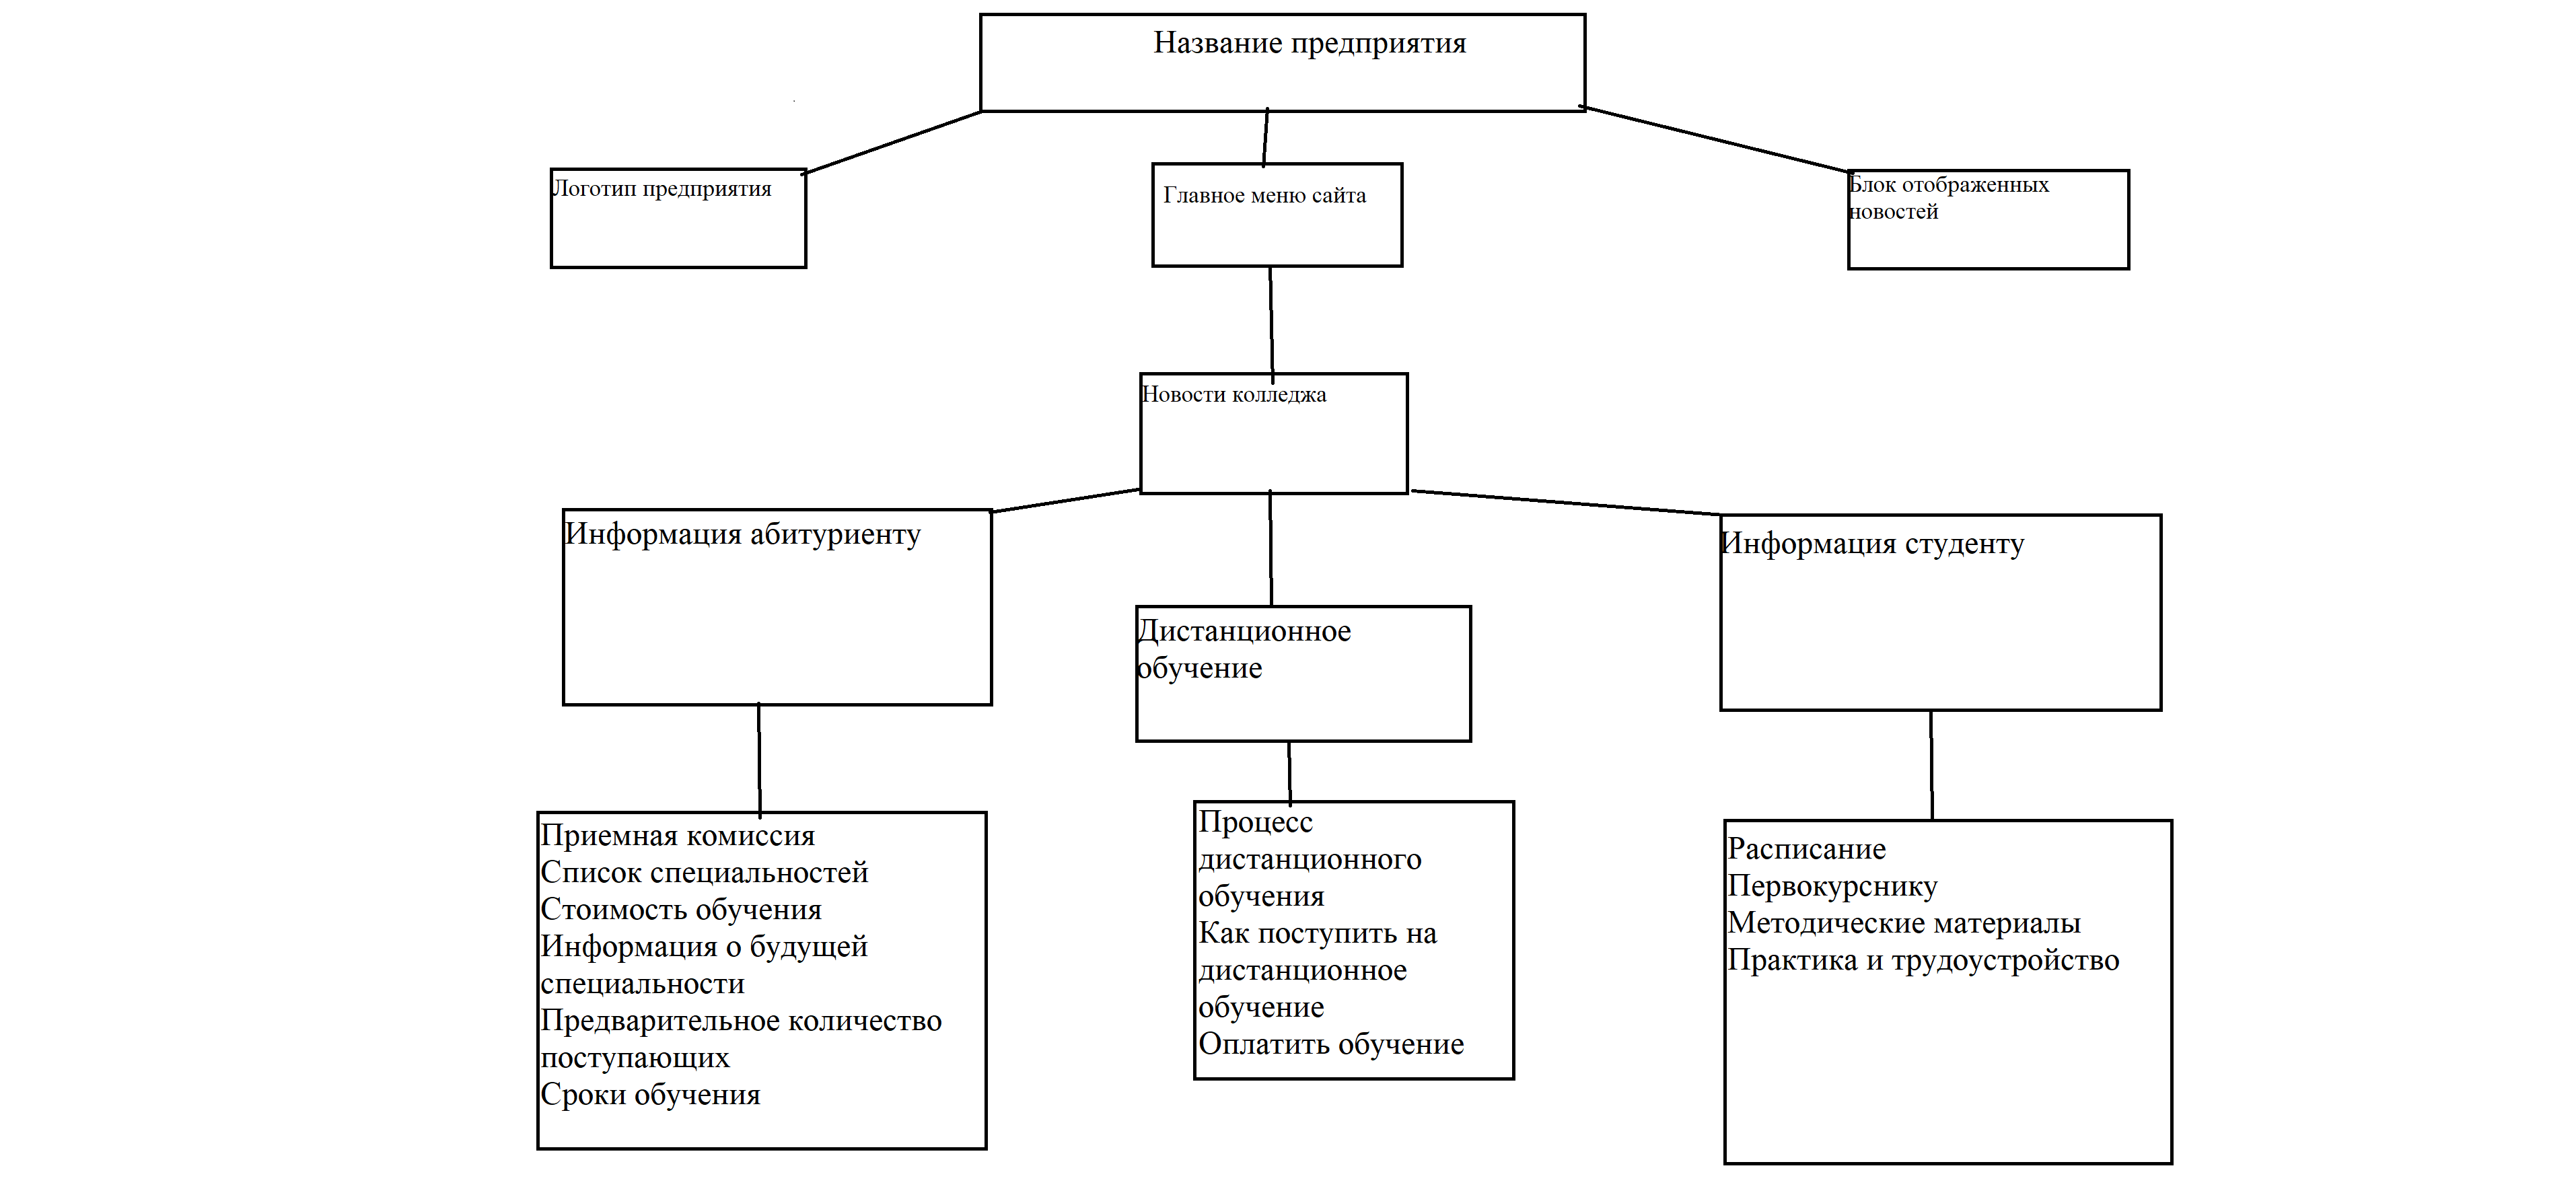 Название предприятия
Логотип предприятия
Главное меню сайта
Блок отображенных
новостей
Новости колледжа
Информация абитуриенту
Дистанционное
обучение
Информация студенту
Приемная комиссия
Список специальностей
Стоимость обучения
Информация о будущей
специальности
Предварительное количество
поступающих
Сроки обучения
Процесс
дистанционного
обучения
Как поступить на
дистанционное
обучение
Оплатить обучение
Расписание
Первокурснику
Методические материалы
Практика и трудоустройство